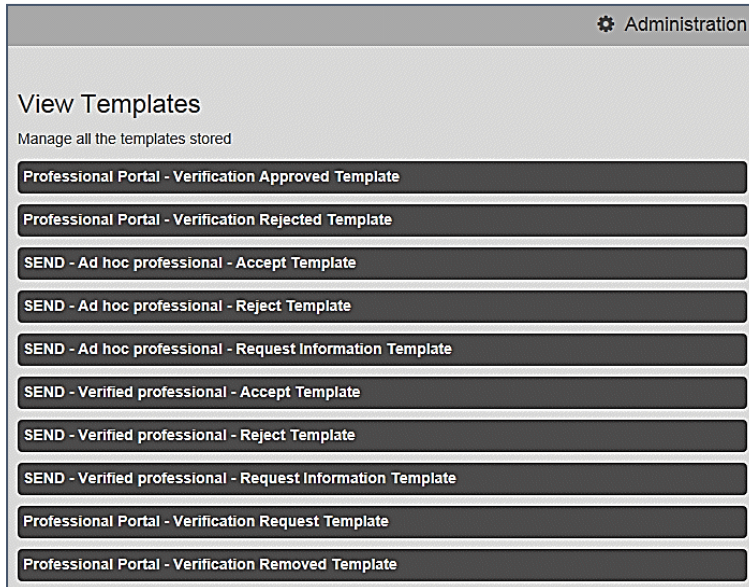 Administration
View Templates
Manage all the templates stored
Professional Portal - Verification Approved Template
Professional Portal - Verification Rejected Template
SEND - Ad hoc professional - Accept Template
SEND - Ad hoc professional - Reject Template
SEND - Ad hoc professional - Request Information Template
SEND - Verified professional - Accept Template
SEND - Verified professional - Reject Template
SEND - Verified professional - Request Information Template
Professional Portal - Verification Request Template
Professional Portal - Verification Removed Template